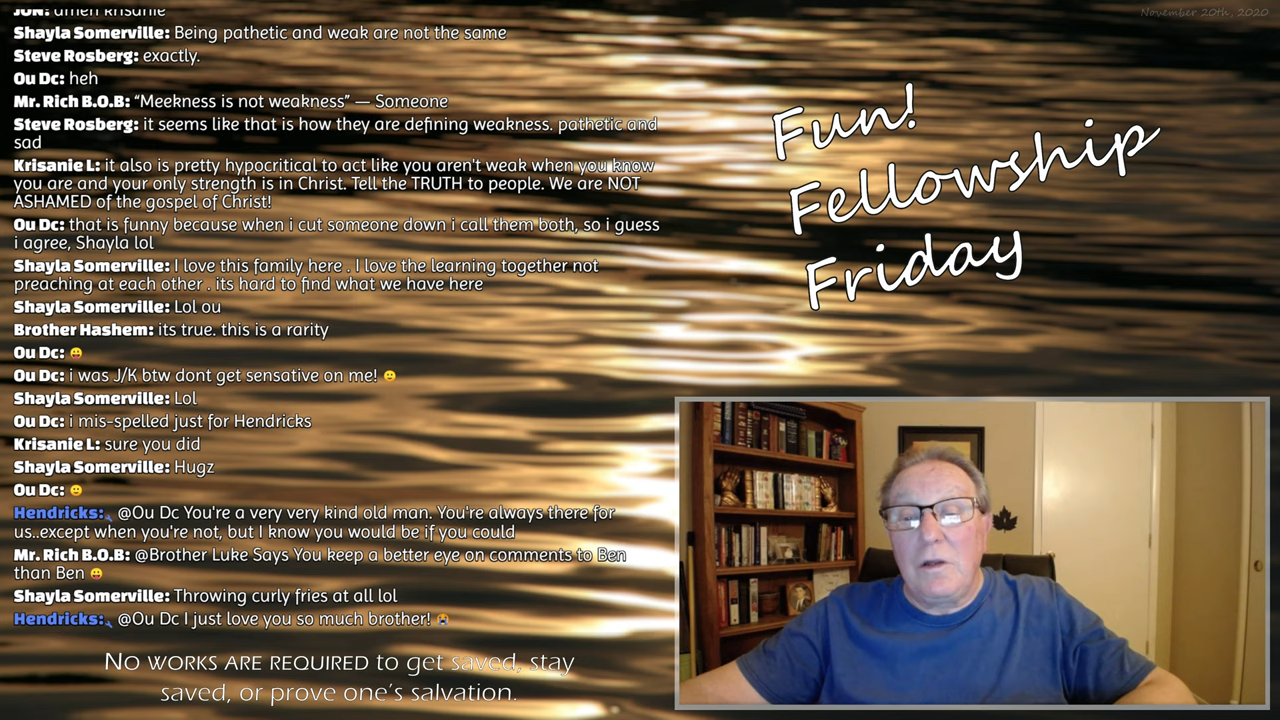 JON: amen krisanie
Shayla Somerville: Being pathetic and weak are not the same
Steve Rosberg: exactly.
Ou Dc: heh
Mr. Rich B.O.B: “Meekness is not weakness” — Someone
Steve Rosberg: it seems like that is how they are defining weakness. pathetic and
sad
Krisanie L: it also is pretty hypocritical to act like you aren't weak when you know
you are and your only strength is in Christ. Tell the TRUTH to people. We are NOT
ASHAMED of the gospel of Christ!
Ou Dc: that is funny because when i cut someone down i call them both, so i guess
i agree, Shayla lol
Shayla Somerville: I love this family here . I love the learning together not
preaching at each other . its hard to find what we have here
Shayla Somerville: Lol ou
Brother Hashem: its true. this is a rarity
Ou Dc: 😛
Ou Dc: i was J/K btw dont get sensative on me! 🙂
Shayla Somerville: Lol
Ou Dc: i mis-spelled just for Hendricks
Krisanie L: sure you did
Shayla Somerville: Hugz
Ou Dc: 🙂
Hendricks: @Ou Dc You're a very very kind old man. You're always there for
us..except when you're not, but I know you would be if you could
Mr. Rich B.O.B: @Brother Luke Says You keep a better eye on comments to Ben
than Ben 😛
Shayla Somerville: Throwing curly fries at all lol
Hendricks: @Ou Dc I just love you so much brother! 😭
No works are required to get saved, stay
saved, or prove one's salvation.
November 20th, 2020
Fun!
Fellowship
Friday